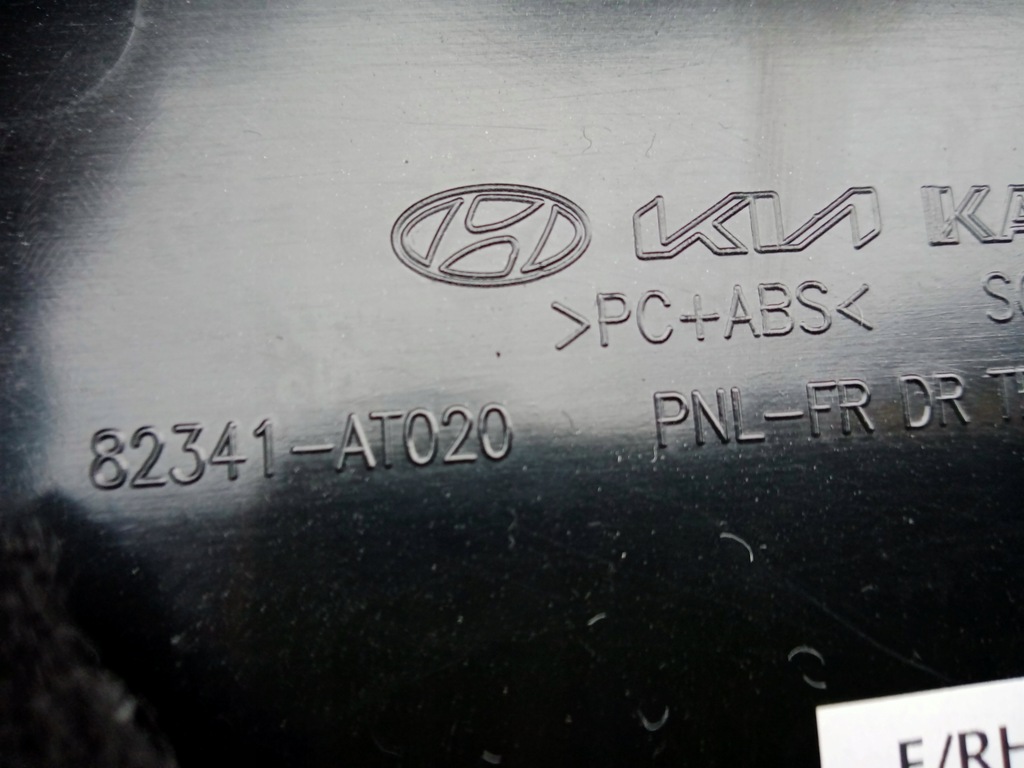 KIA
>PC+ABS<
82341-AT020 PNL-FR DR